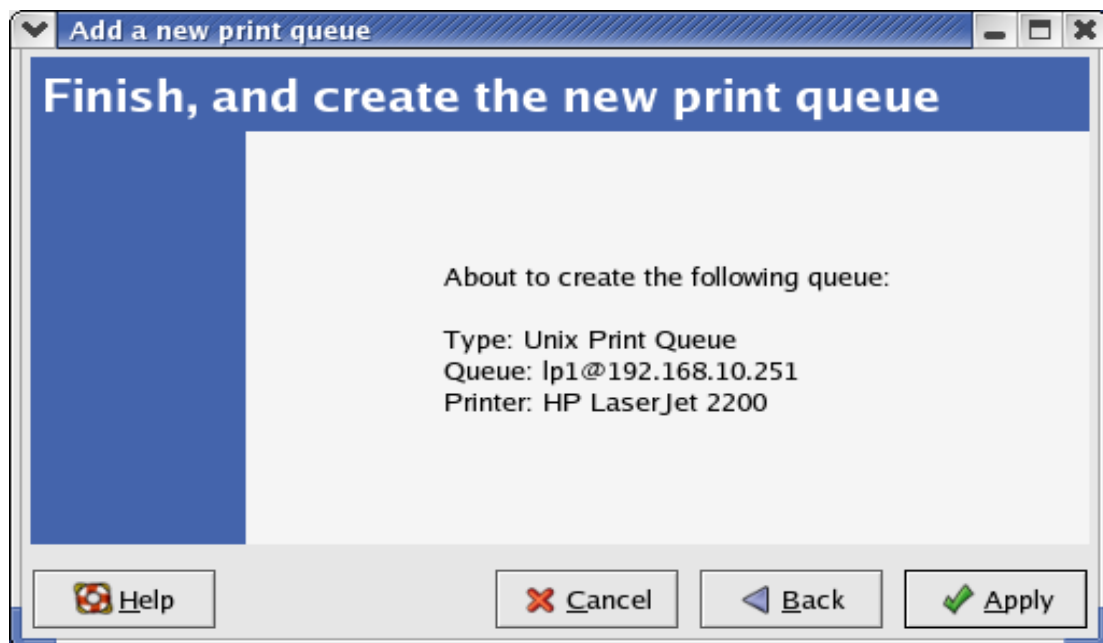 Add a new print queue
Finish, and create the new print queue
About to create the following queue:
Type: Unix Print Queue
Queue: lp1@192.168.10.251
Printer: HP LaserJet 2200
Help
Cancel
Back
Apply